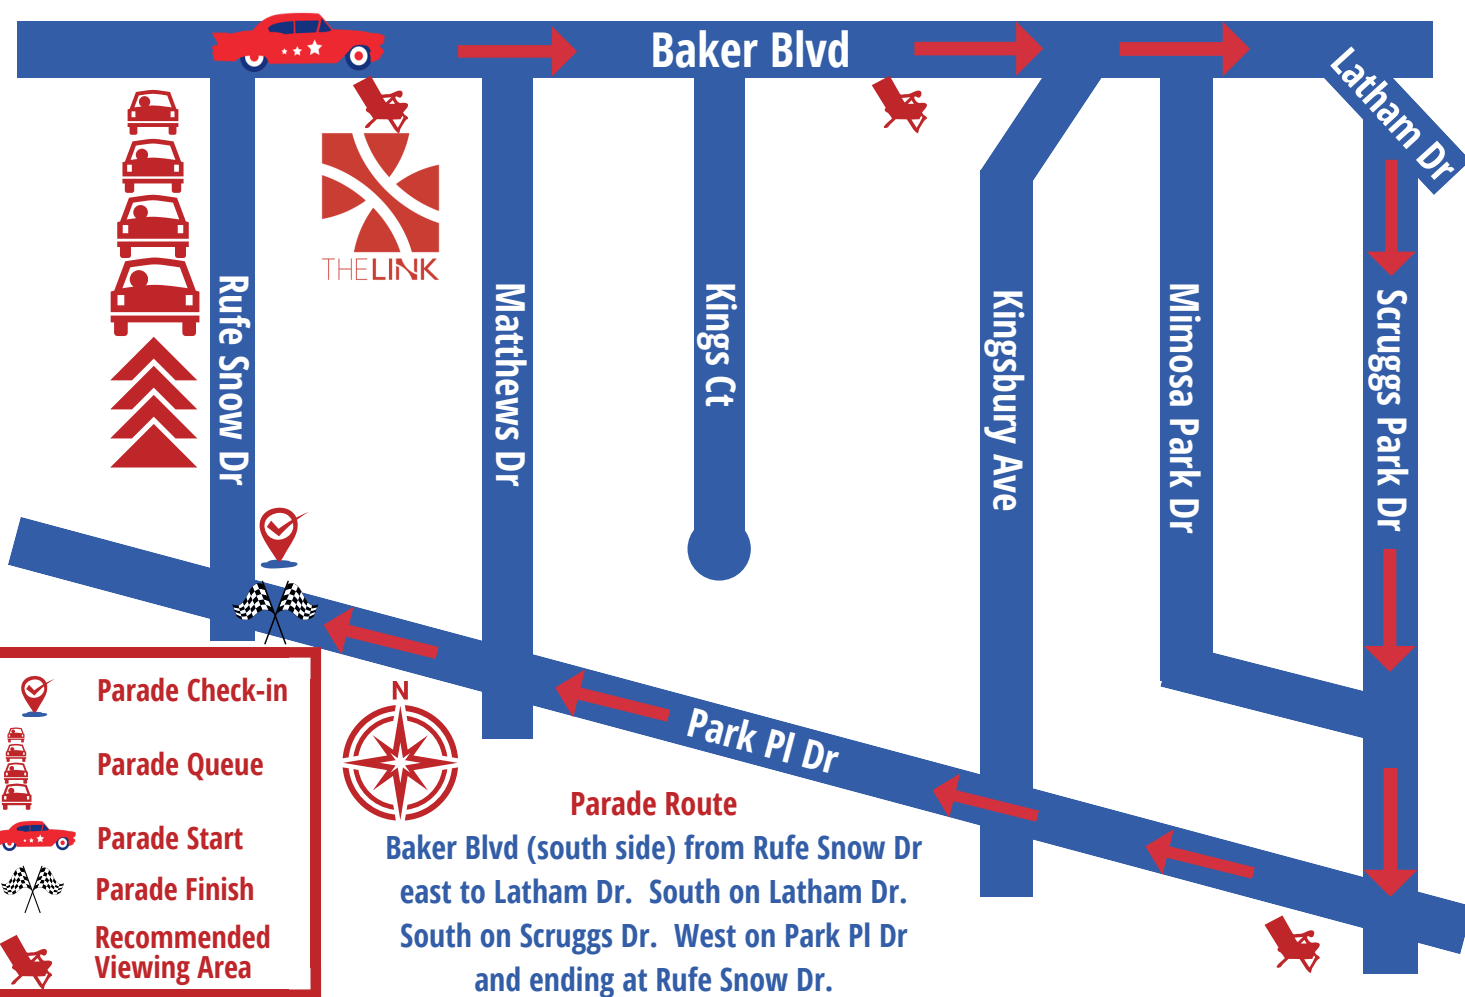 Baker Blvd
Latham Dr
THE LINK
Rufe Snow Dr
Matthews Dr
Kings Ct
Kingsbury Ave
Mimosa Park Dr
Scruggs Park Dr
Park Pl Dr
N
Parade Check-in
Parade Queue
Parade Start
Parade Finish
Recommended
Viewing Area
Parade Route
Baker Blvd (south side) from Rufe Snow Dr
east to Latham Dr. South on Latham Dr.
South on Scruggs Dr. West on Park Pl Dr
and ending at Rufe Snow Dr.